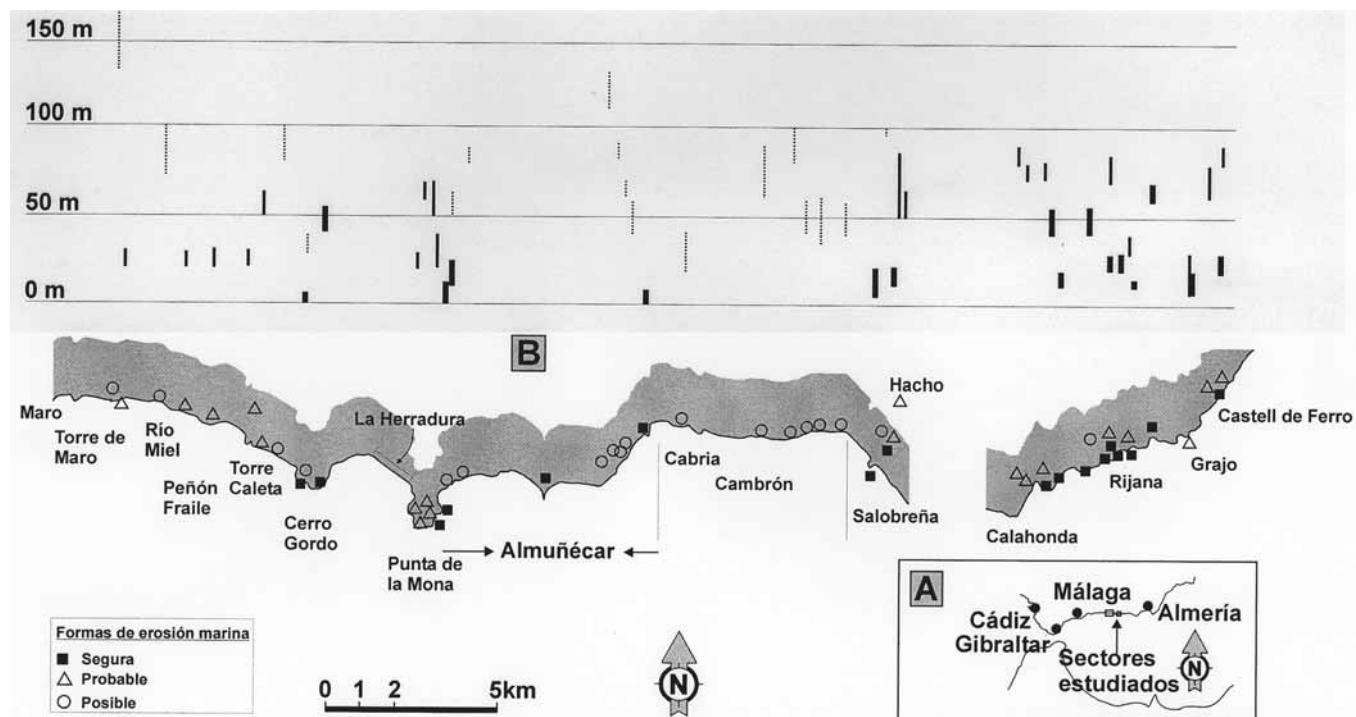 150 m
100 m
50 m
0 m
B
Maro
Torre de
Maro
Río
Miel
Peñón
Fraile
Torre
Caleta
Cerro
Gordo
La Herradura
Punta de
la Mona
Almuñécar
Cabria
Cambrón
Hacho
Salobreña
Calahonda
Rijana
Grajo
Castell de Ferro
A
Málaga
Cádiz
Gibraltar
Almería
Sectores
estudiados
N
Formas de erosión marina
Segura
Probable
Posible
0 1 2 5km
N